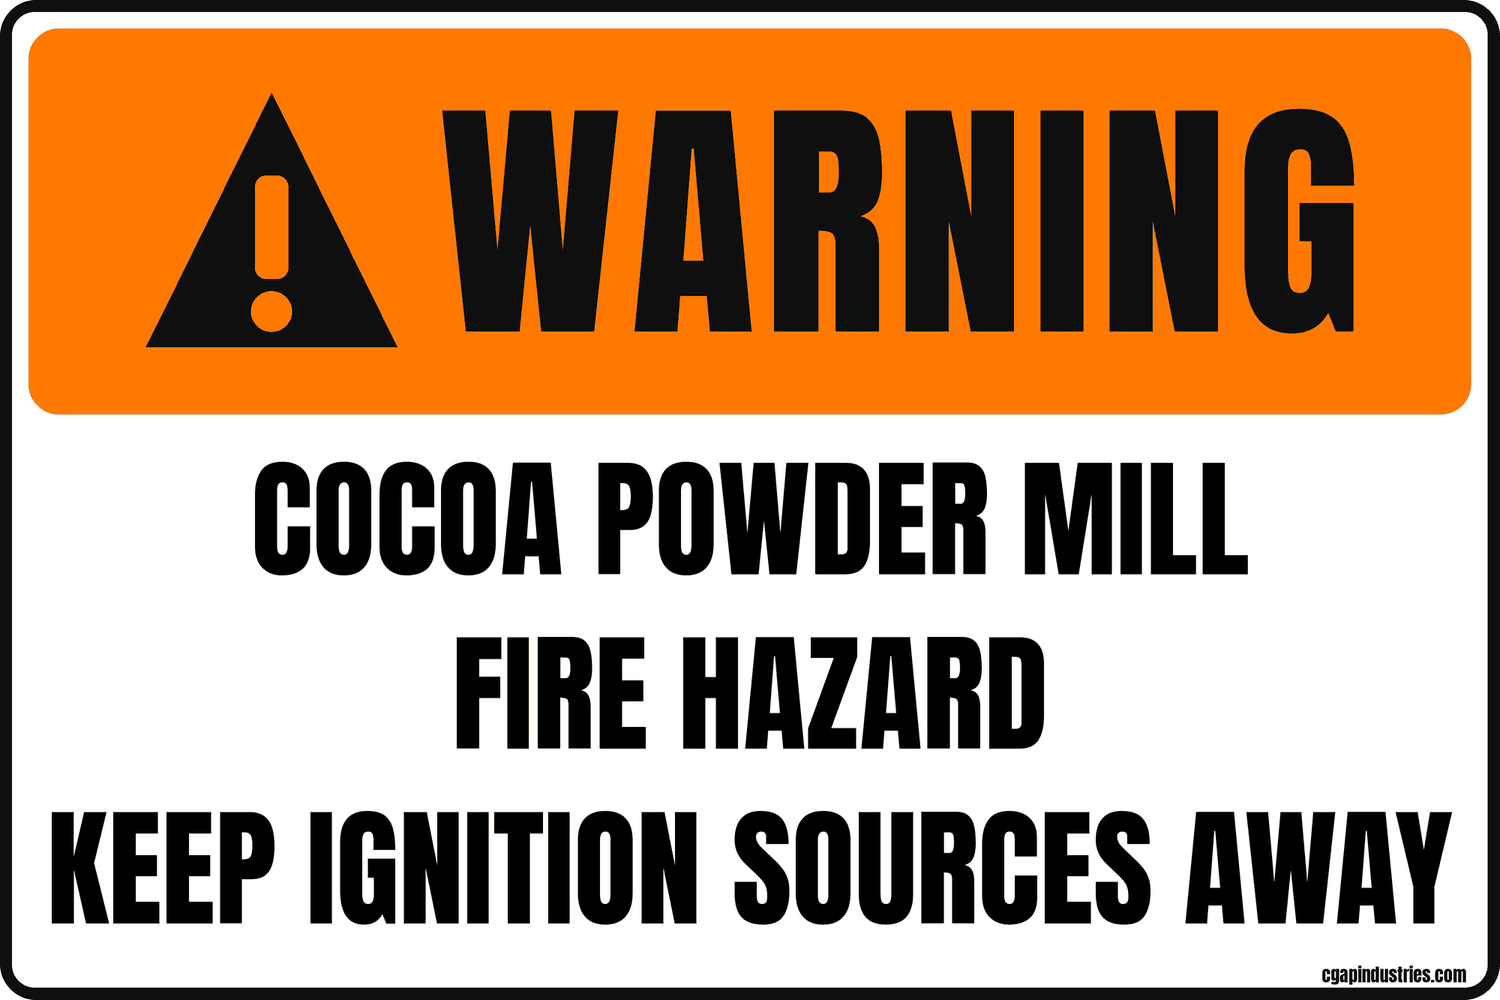 WARNING
COCOA POWDER MILL
FIRE HAZARD
KEEP IGNITION SOURCES AWAY
cgapindustries.com